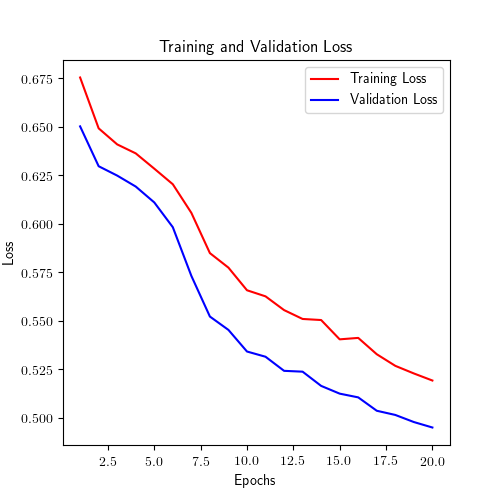 Training and Validation Loss
Training Loss
Validation Loss
0.675
0.650
0.625
0.600
0.575
0.550
0.525
0.500
Loss
2.5 5.0 7.5 10.0 12.5 15.0 17.5 20.0
Epochs